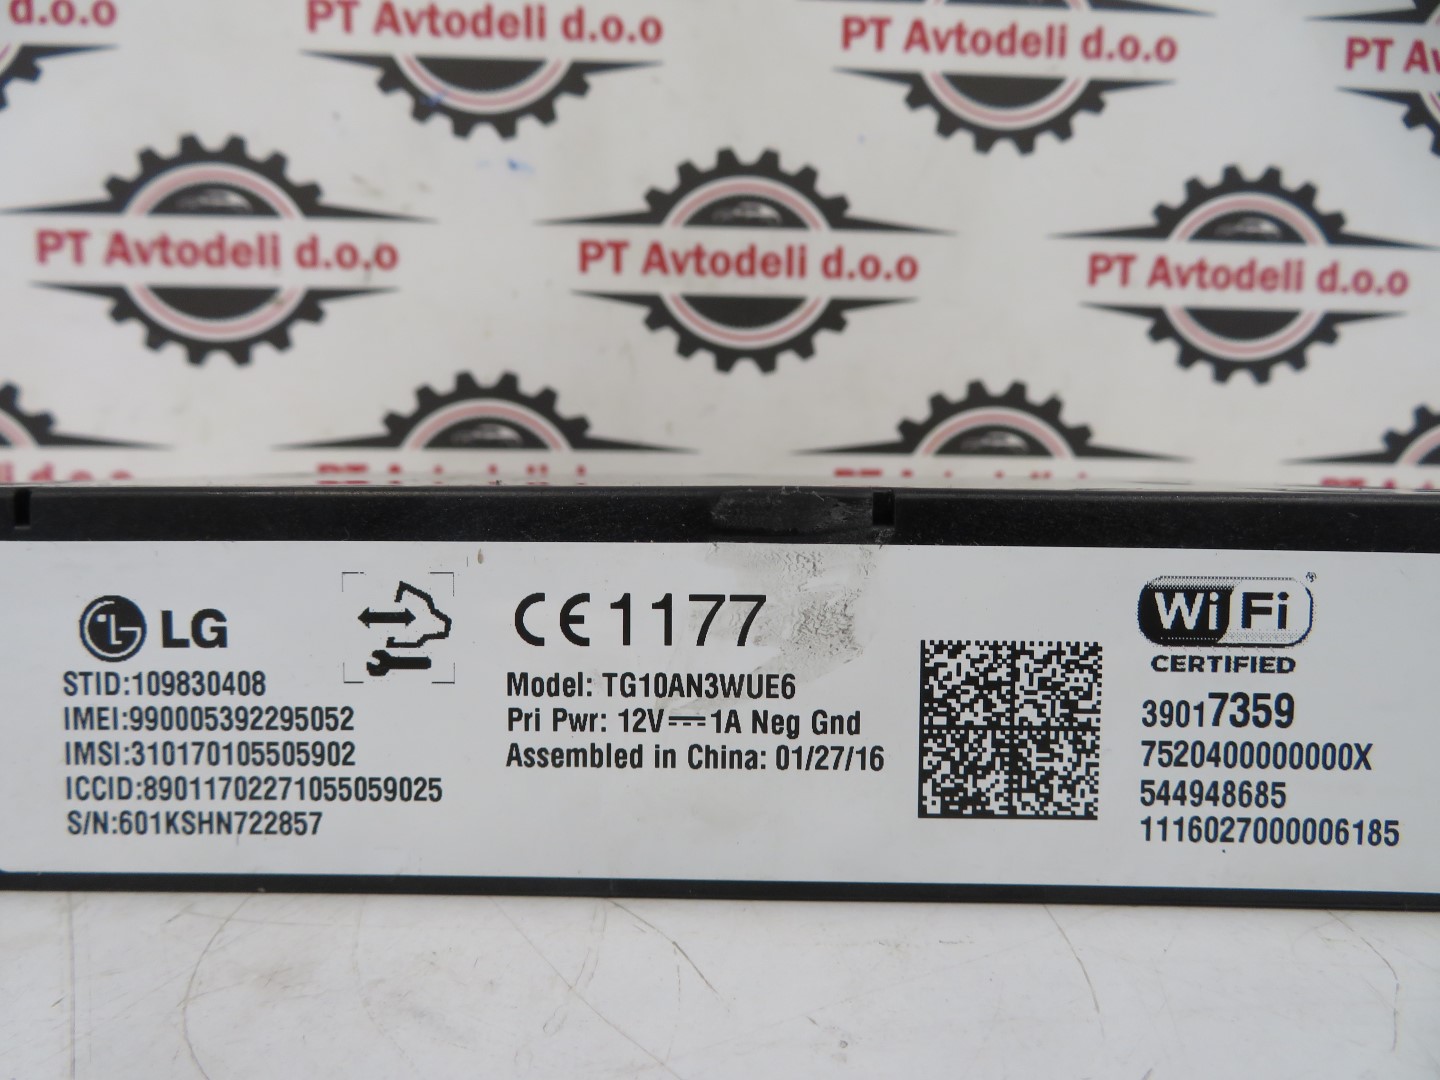 d.o.o
PT Avtodeli d.o.o
PT Avtodeli d.o.o
PT
PT Avtodeli d.o.o
PT Avtodeli d.o.o
PT Avtodeli d.o.o
LG
STID:109830408
IMEI:990005392295052
IMSI:310170105505902
ICCID:89011702271055059025
S/N:601KSHN722857
CE 1177
Model: TG10AN3WUE6
Pri Pwr: 12V⎓1A Neg Gnd
Assembled in China: 01/27/16
Wi Fi®
CERTIFIED
39017359
7520400000000X
544948685
1116027000006185